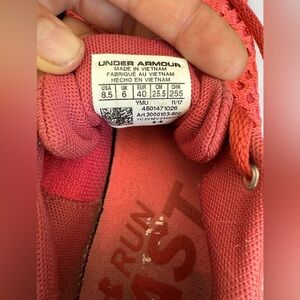 UNDER ARMOUR
MADE IN VIETNAM
FABRIQUÉ AU VIETNAM
HECHO EN VIETNAM
USA UK EUR CM CHN
8.5 6 40 25.5 255
YMU 11/17
4501471026
Art.3000103-600
RUN
FAST